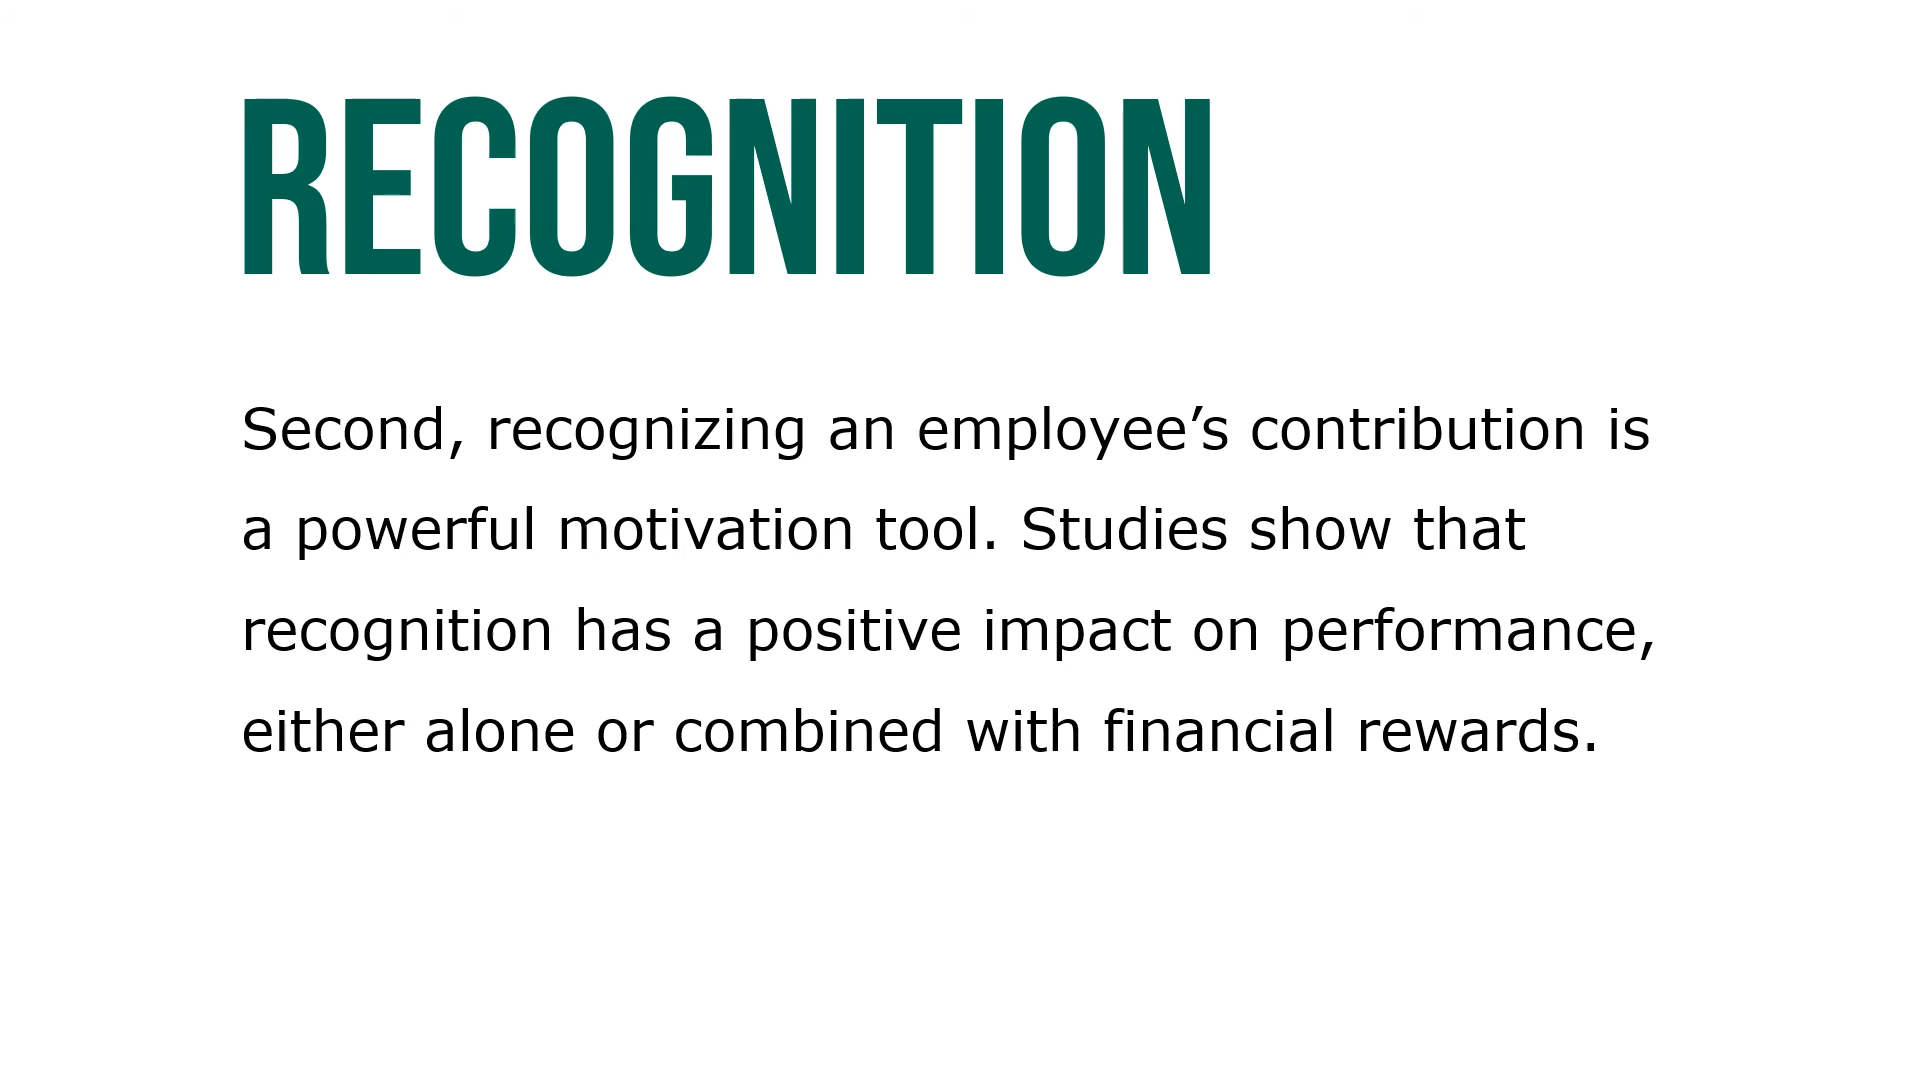 RECOGNITION
Second, recognizing an employee’s contribution is
a powerful motivation tool. Studies show that
recognition has a positive impact on performance,
either alone or combined with financial rewards.